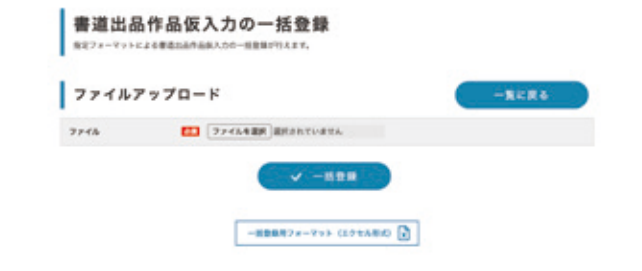 書道出品作品仮入力の一括登録
指定フォーマットによる書道出品作品仮入力の一括登録が行えます。
ファイルアップロード
一覧に戻る
ファイル 必須 ファイルを選択 選択されていません
一括登録
一括登録用フォーマット（エクセル形式）